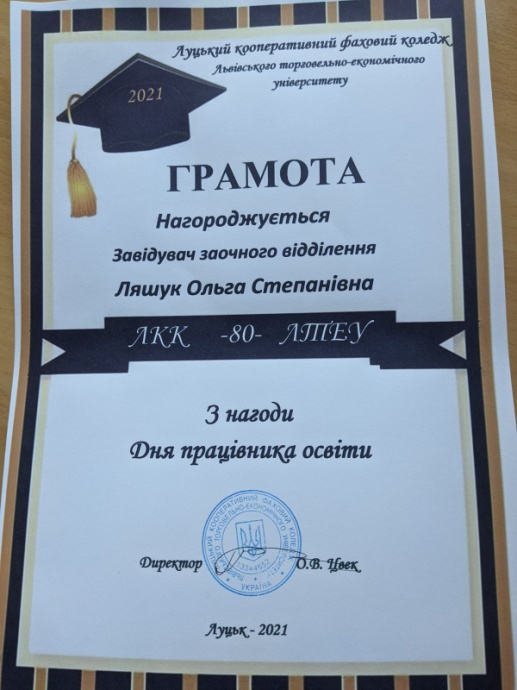 Луцький кооперативний фаховий коледж
Львівського торговельно-економічного
університету
2021
ГРАМОТА
Нагороджується
Завідувач заочного відділення
Ляшук Ольга Степанівна
ЛКК -80- ЛТЕУ
З нагоди
Дня працівника освіти
Директор О.В. Цвек
УКРАЇНА
Луцьк - 2021